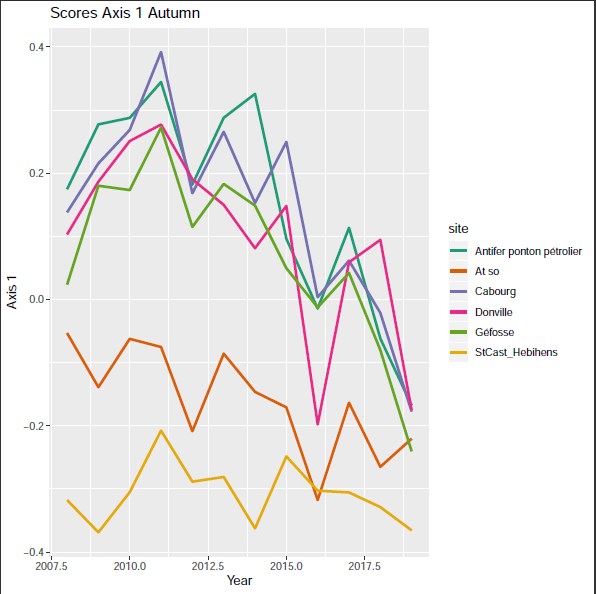 Scores Axis 1 Autumn
0.4
0.2
0.0
−0.2
−0.4
Axis 1
2007.5
2010.0
2012.5
2015.0
2017.5
Year
site
Antifer ponton pétrolier
At so
Cabourg
Donville
Géfosse
StCast_Hebihens